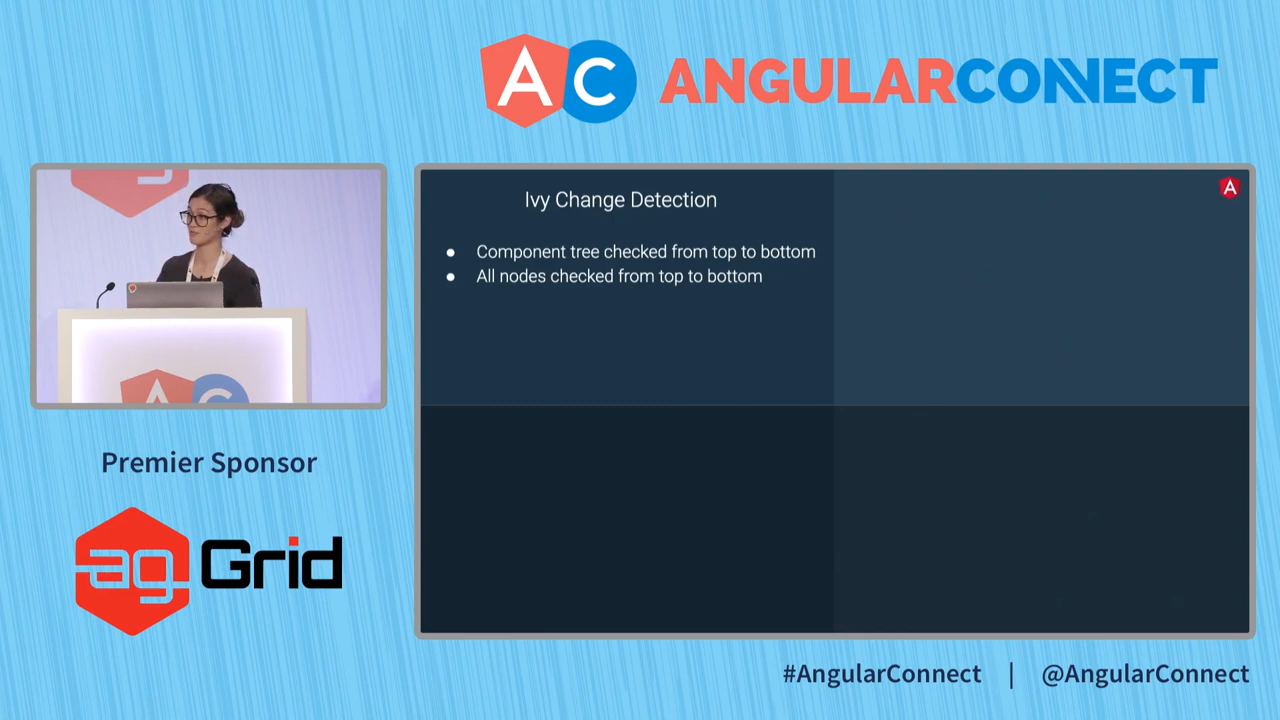 AC ANGULARCONNECT
Ivy Change Detection
● Component tree checked from top to bottom
● All nodes checked from top to bottom
Premier Sponsor
ag Grid
#AngularConnect | @AngularConnect